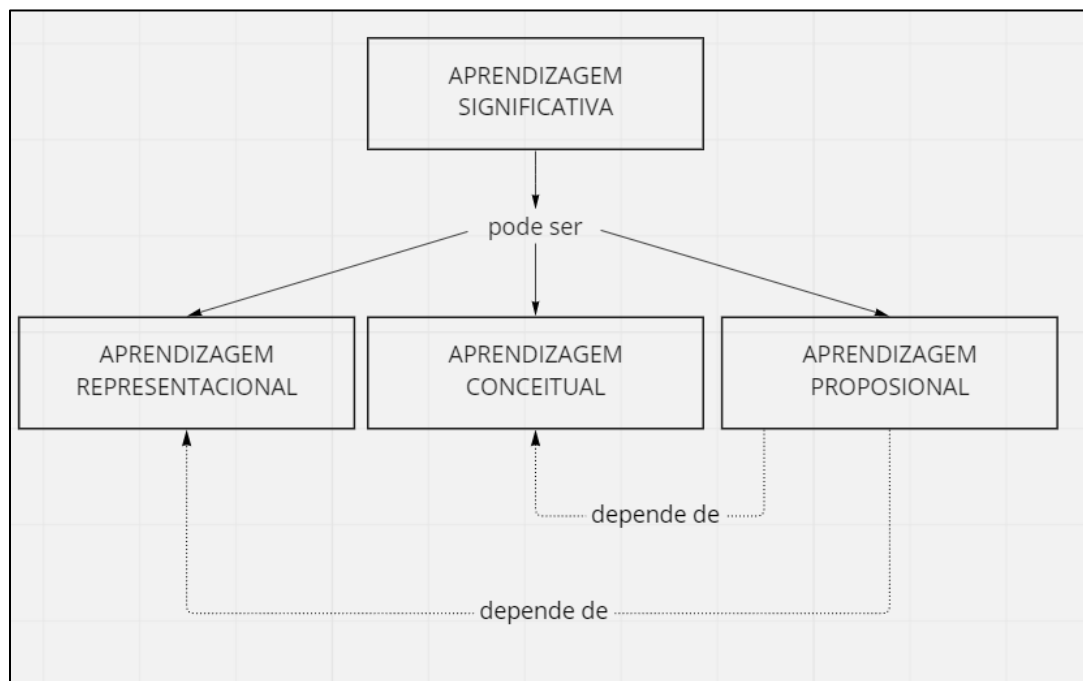 APRENDIZAGEM
SIGNIFICATIVA
pode ser
APRENDIZAGEM
REPRESENTACIONAL
APRENDIZAGEM
CONCEITUAL
APRENDIZAGEM
PROPOSIONAL
depende de
depende de